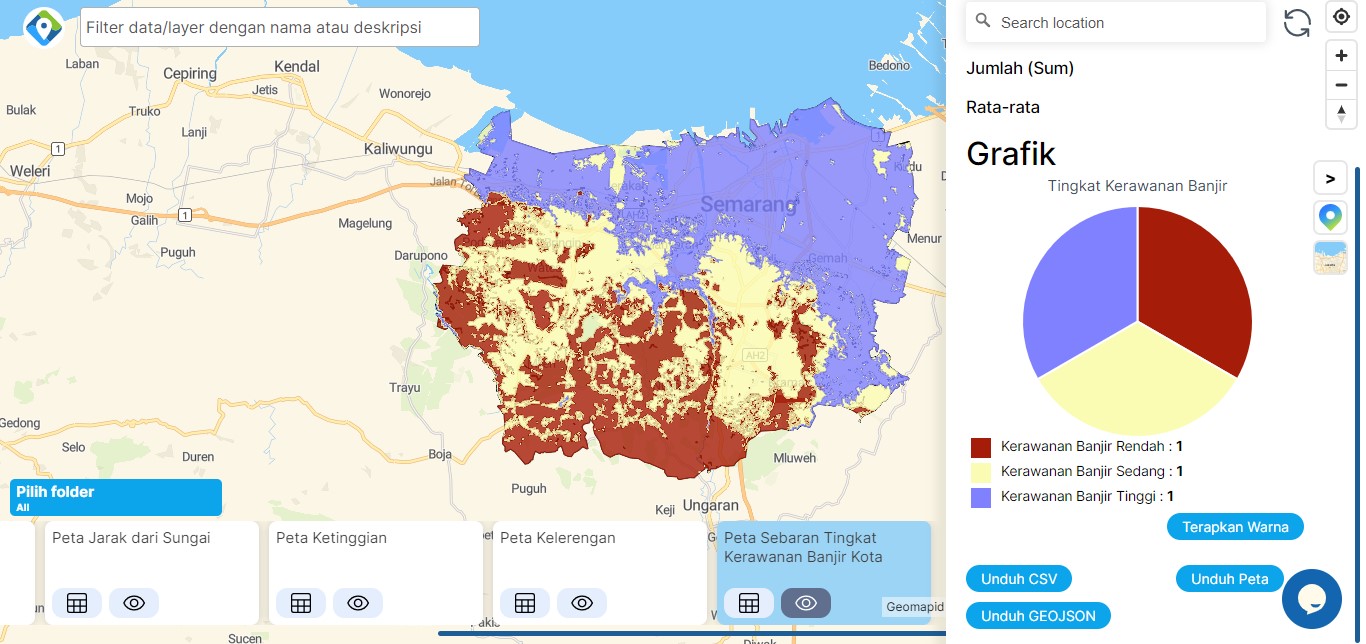 Filter data/layer dengan nama atau deskripsi
Laban
Cepiring
Kendal
Jetis
Wonorejo
Bedono
Bulak
Truko
Lanji
Kaliwungu
1
Weleri
Jalan Tol
1
Mojo
Galih
1
Magelung
Semarang
Menur
Puguh
Darupono
Gemah
AH2
Trayu
Gedong
Selo
Duren
Boja
Mluweh
Puguh
Keji
Ungaran
Sucen
Pilih folder
All
Peta Jarak dari Sungai
Peta Ketinggian
Peta Kelerengan
Peta Sebaran Tingkat
Kerawanan Banjir Kota
Geomapid
Search location
Jumlah (Sum)
Rata-rata
Grafik
Tingkat Kerawanan Banjir
Kerawanan Banjir Rendah : 1
Kerawanan Banjir Sedang : 1
Kerawanan Banjir Tinggi : 1
Terapkan Warna
Unduh CSV
Unduh Peta
Unduh GEOJSON